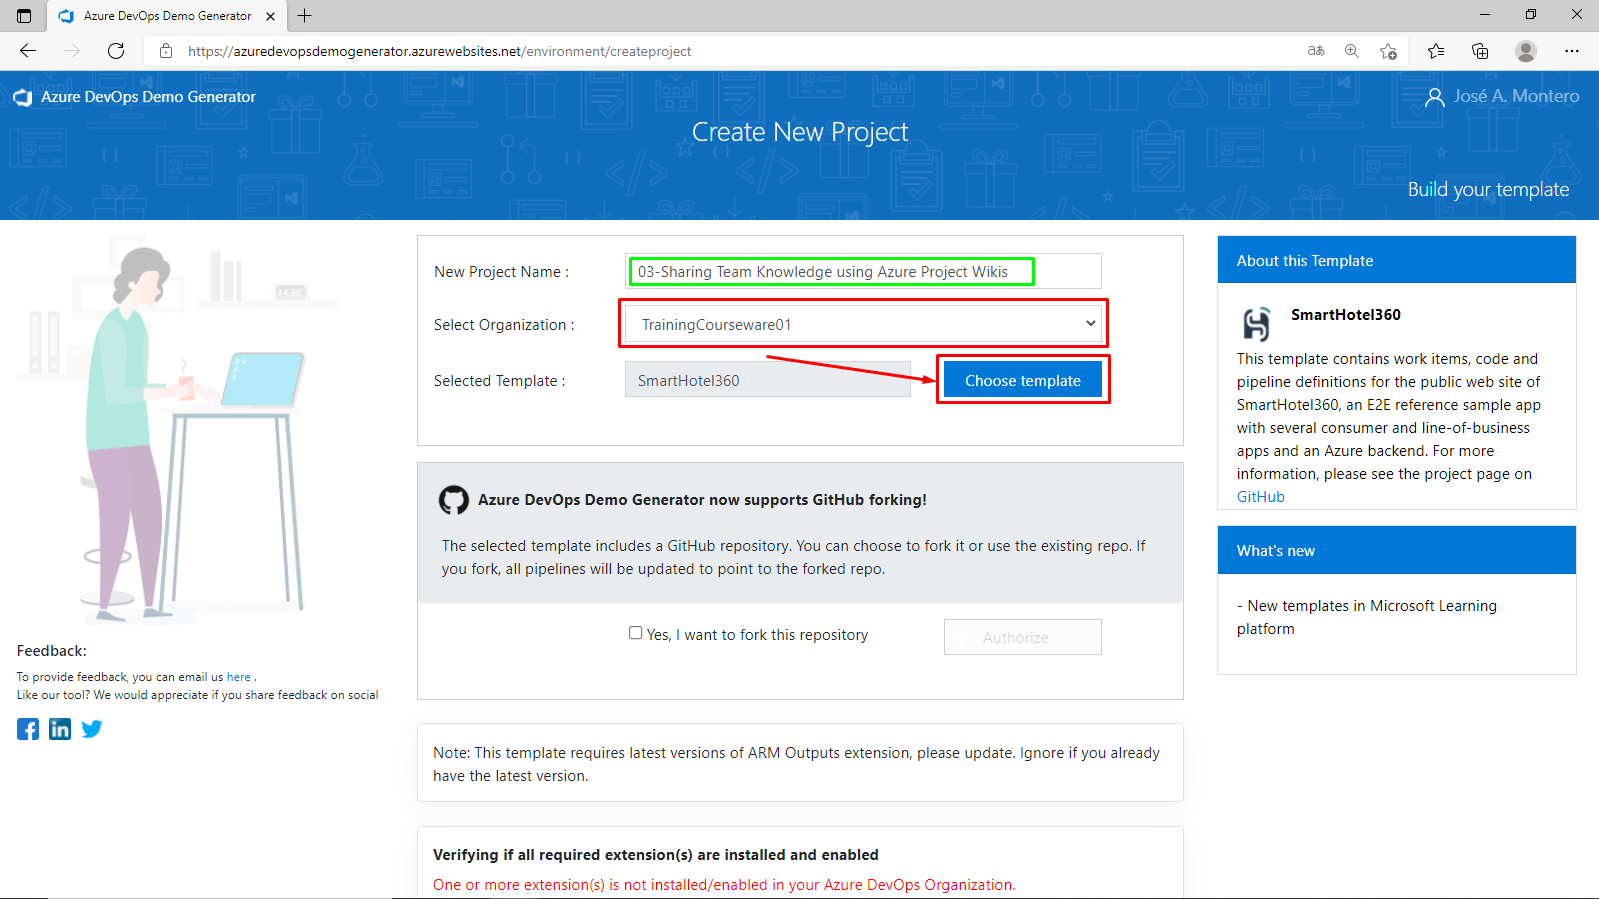 Azure DevOps Demo Generator
https://azuredevopsdemogenerator.azurewebsites.net/environment/createproject
Azure DevOps Demo Generator
José A. Montero
Create New Project
Build your template
14:30
New Project Name :
03-Sharing Team Knowledge using Azure Project Wikis
Select Organization :
TrainingCourseware01
Selected Template :
SmartHotel360
Choose template
Azure DevOps Demo Generator now supports GitHub forking!
The selected template includes a GitHub repository. You can choose to fork it or use the existing repo. If
you fork, all pipelines will be updated to point to the forked repo.
Yes, I want to fork this repository
Authorize
Note: This template requires latest versions of ARM Outputs extension, please update. Ignore if you already
have the latest version.
Verifying if all required extension(s) are installed and enabled
One or more extension(s) is not installed/enabled in your Azure DevOps Organization.
About this Template
SmartHotel360
This template contains work items, code and
pipeline definitions for the public web site of
SmartHotel360, an E2E reference sample app
with several consumer and line-of-business
apps and an Azure backend. For more
information, please see the project page on
GitHub
What's new
- New templates in Microsoft Learning
platform
Feedback:
To provide feedback, you can email us here .
Like our tool? We would appreciate if you share feedback on social